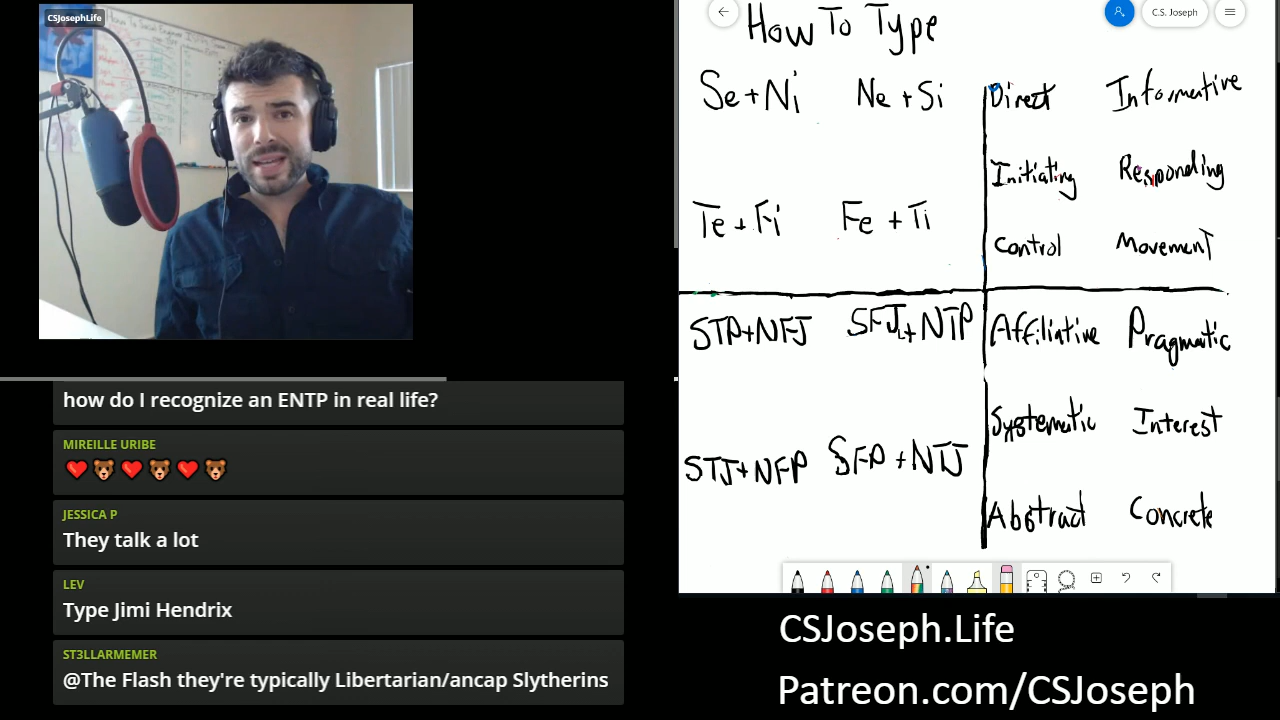 CSJosephLife
how do I recognize an ENTP in real life?
MIREILLE URIBE
❤️🐻❤️🐻❤️🐻
JESSICA P
They talk a lot
LEV
Type Jimi Hendrix
ST3LLARMEMER
@The Flash they're typically Libertarian/ancap Slytherins
C.S. Joseph
How To Type
Se+Ni Ne+Si Direct Informative
Initiating Responding
Te+Fi Fe+Ti
Control Movement
STP+NFJ SFJ+NTP Affiliative Pragmatic
Systematic Interest
STJ+NFP SFP+NTJ
Abstract Concrete
CSJoseph.Life
Patreon.com/CSJoseph